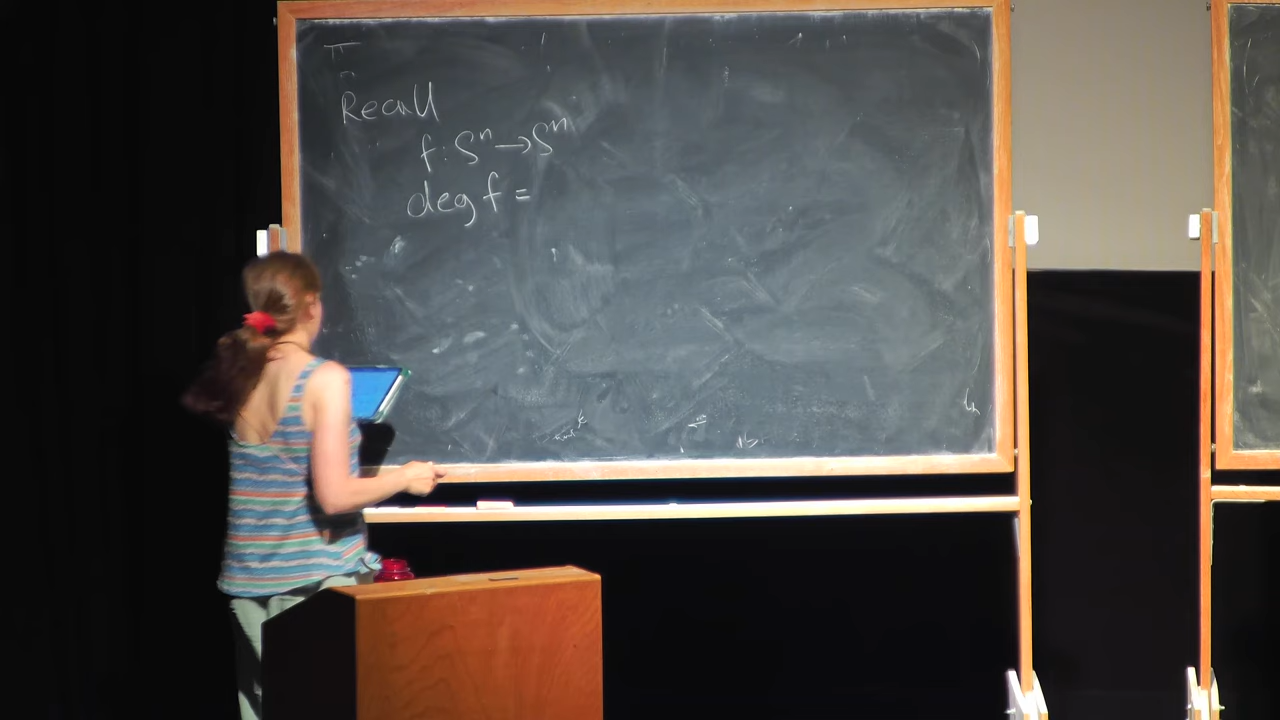 Recall
f: Sⁿ → Sⁿ
deg f =